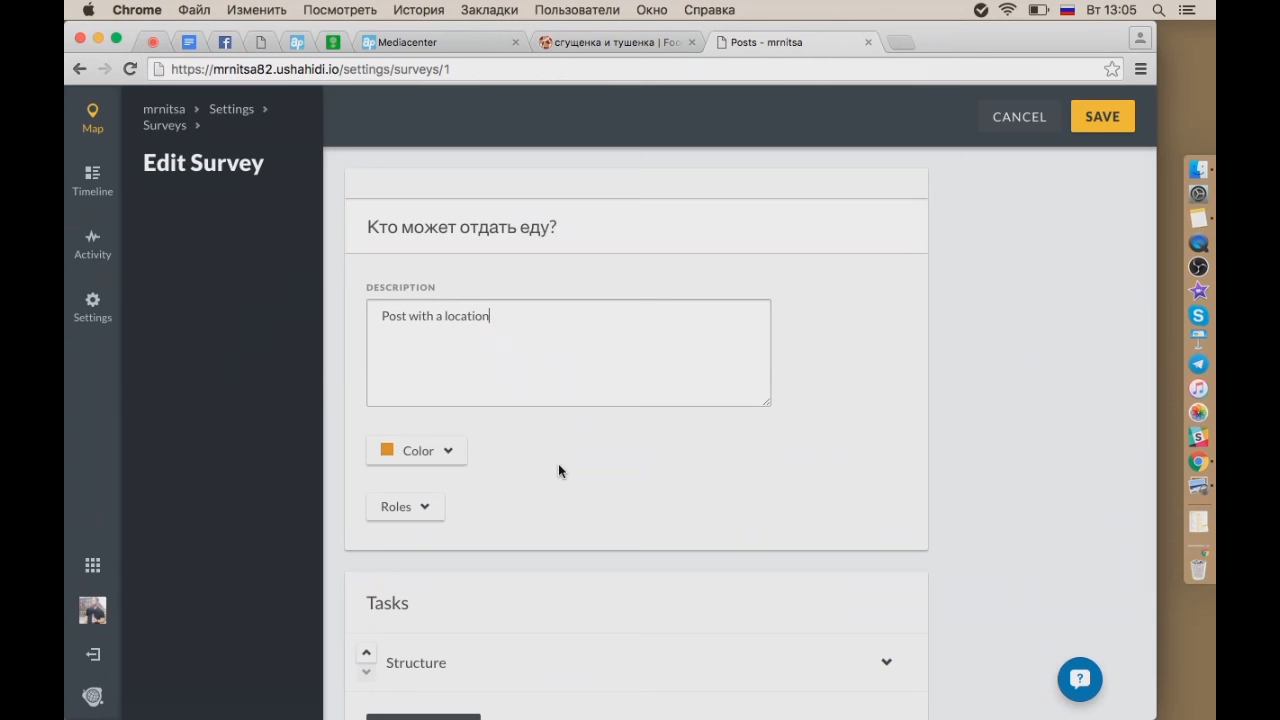 Chrome Файл Изменить Посмотреть История Закладки Пользователи Окно Справка Вт 13:05
Mediacenter
сгущенка и тушенка | Foo
Posts - mrnitsa
https://mrnitsa82.ushahidi.io/settings/surveys/1
Map
Timeline
Activity
Settings
mrnitsa > Settings >
Surveys >
Edit Survey
CANCEL
SAVE
Кто может отдать еду?
DESCRIPTION
Post with a location
Color
Roles
Tasks
Structure